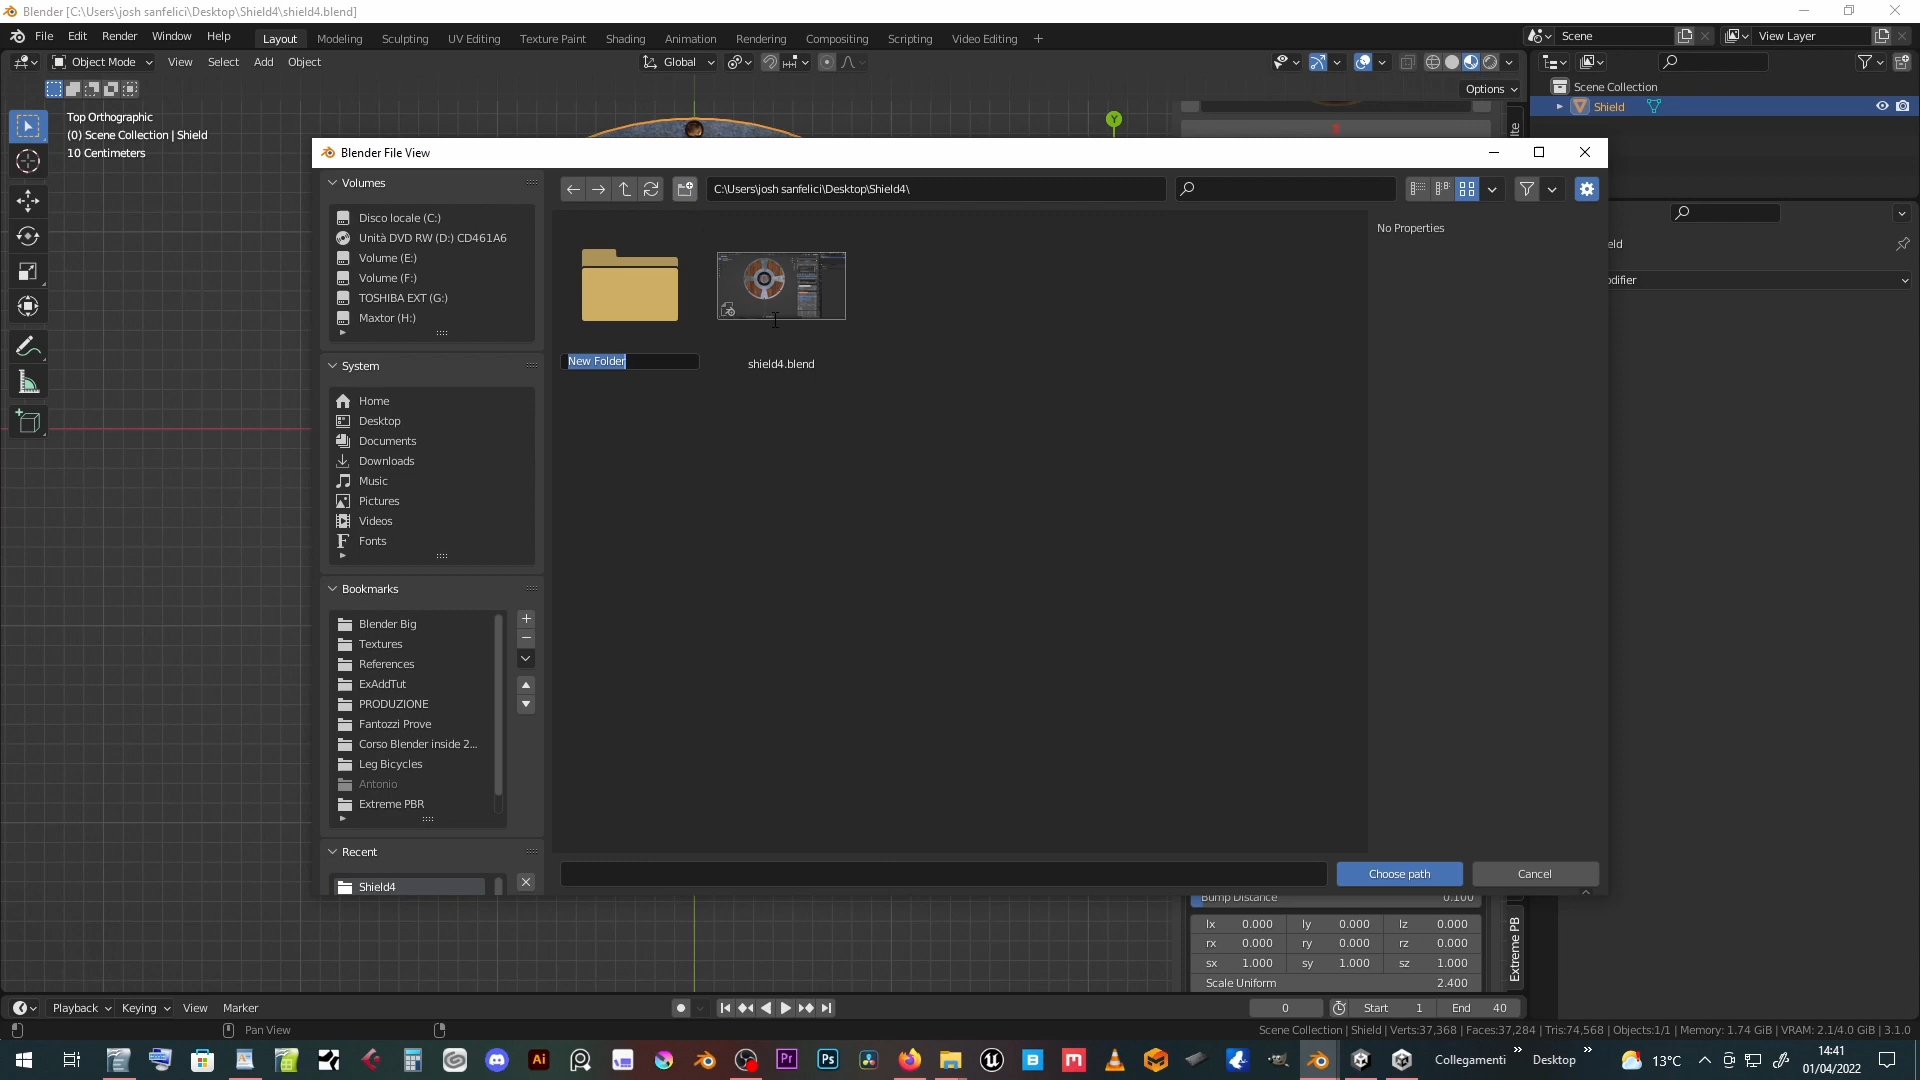 Blender [C:\Users\josh sanfelici\Desktop\Shield4\shield4.blend]
File Edit Render Window Help Layout Modeling Sculpting UV Editing Texture Paint Shading Animation Rendering Compositing Scripting Video Editing + Scene View Layer
Object Mode View Select Add Object Global
Options
Scene Collection
Shield
Top Orthographic
(0) Scene Collection | Shield
10 Centimeters
Y
Blender File View
Volumes
Disco locale (C:)
Unità DVD RW (D:) CD461A6
Volume (E:)
Volume (F:)
TOSHIBA EXT (G:)
Maxtor (H:)
System
Home
Desktop
Documents
Downloads
Music
Pictures
Videos
Fonts
Bookmarks
Blender Big
Textures
References
ExAddTut
PRODUZIONE
Fantozzi Prove
Corso Blender inside 2...
Leg Bicycles
Antonio
Extreme PBR
Recent
Shield4
C:\Users\josh sanfelici\Desktop\Shield4\
New Folder
shield4.blend
No Properties
Choose path
Cancel
Bump Distance 0.100
lx 0.000 ly 0.000 lz 0.000
rx 0.000 ry 0.000 rz 0.000
sx 1.000 sy 1.000 sz 1.000
Scale Uniform 2.400
Extreme PB
Playback Keying View Marker 0 Start 1 End 40
Pan View
Scene Collection | Shield | Verts:37,368 | Faces:37,284 | Tris:74,568 | Objects:1/1 | Memory: 1.74 GiB | VRAM: 2.1/4.0 GiB | 3.1.0
Ai Pr Ps Collegamenti » Desktop » 13°C
14:41
01/04/2022